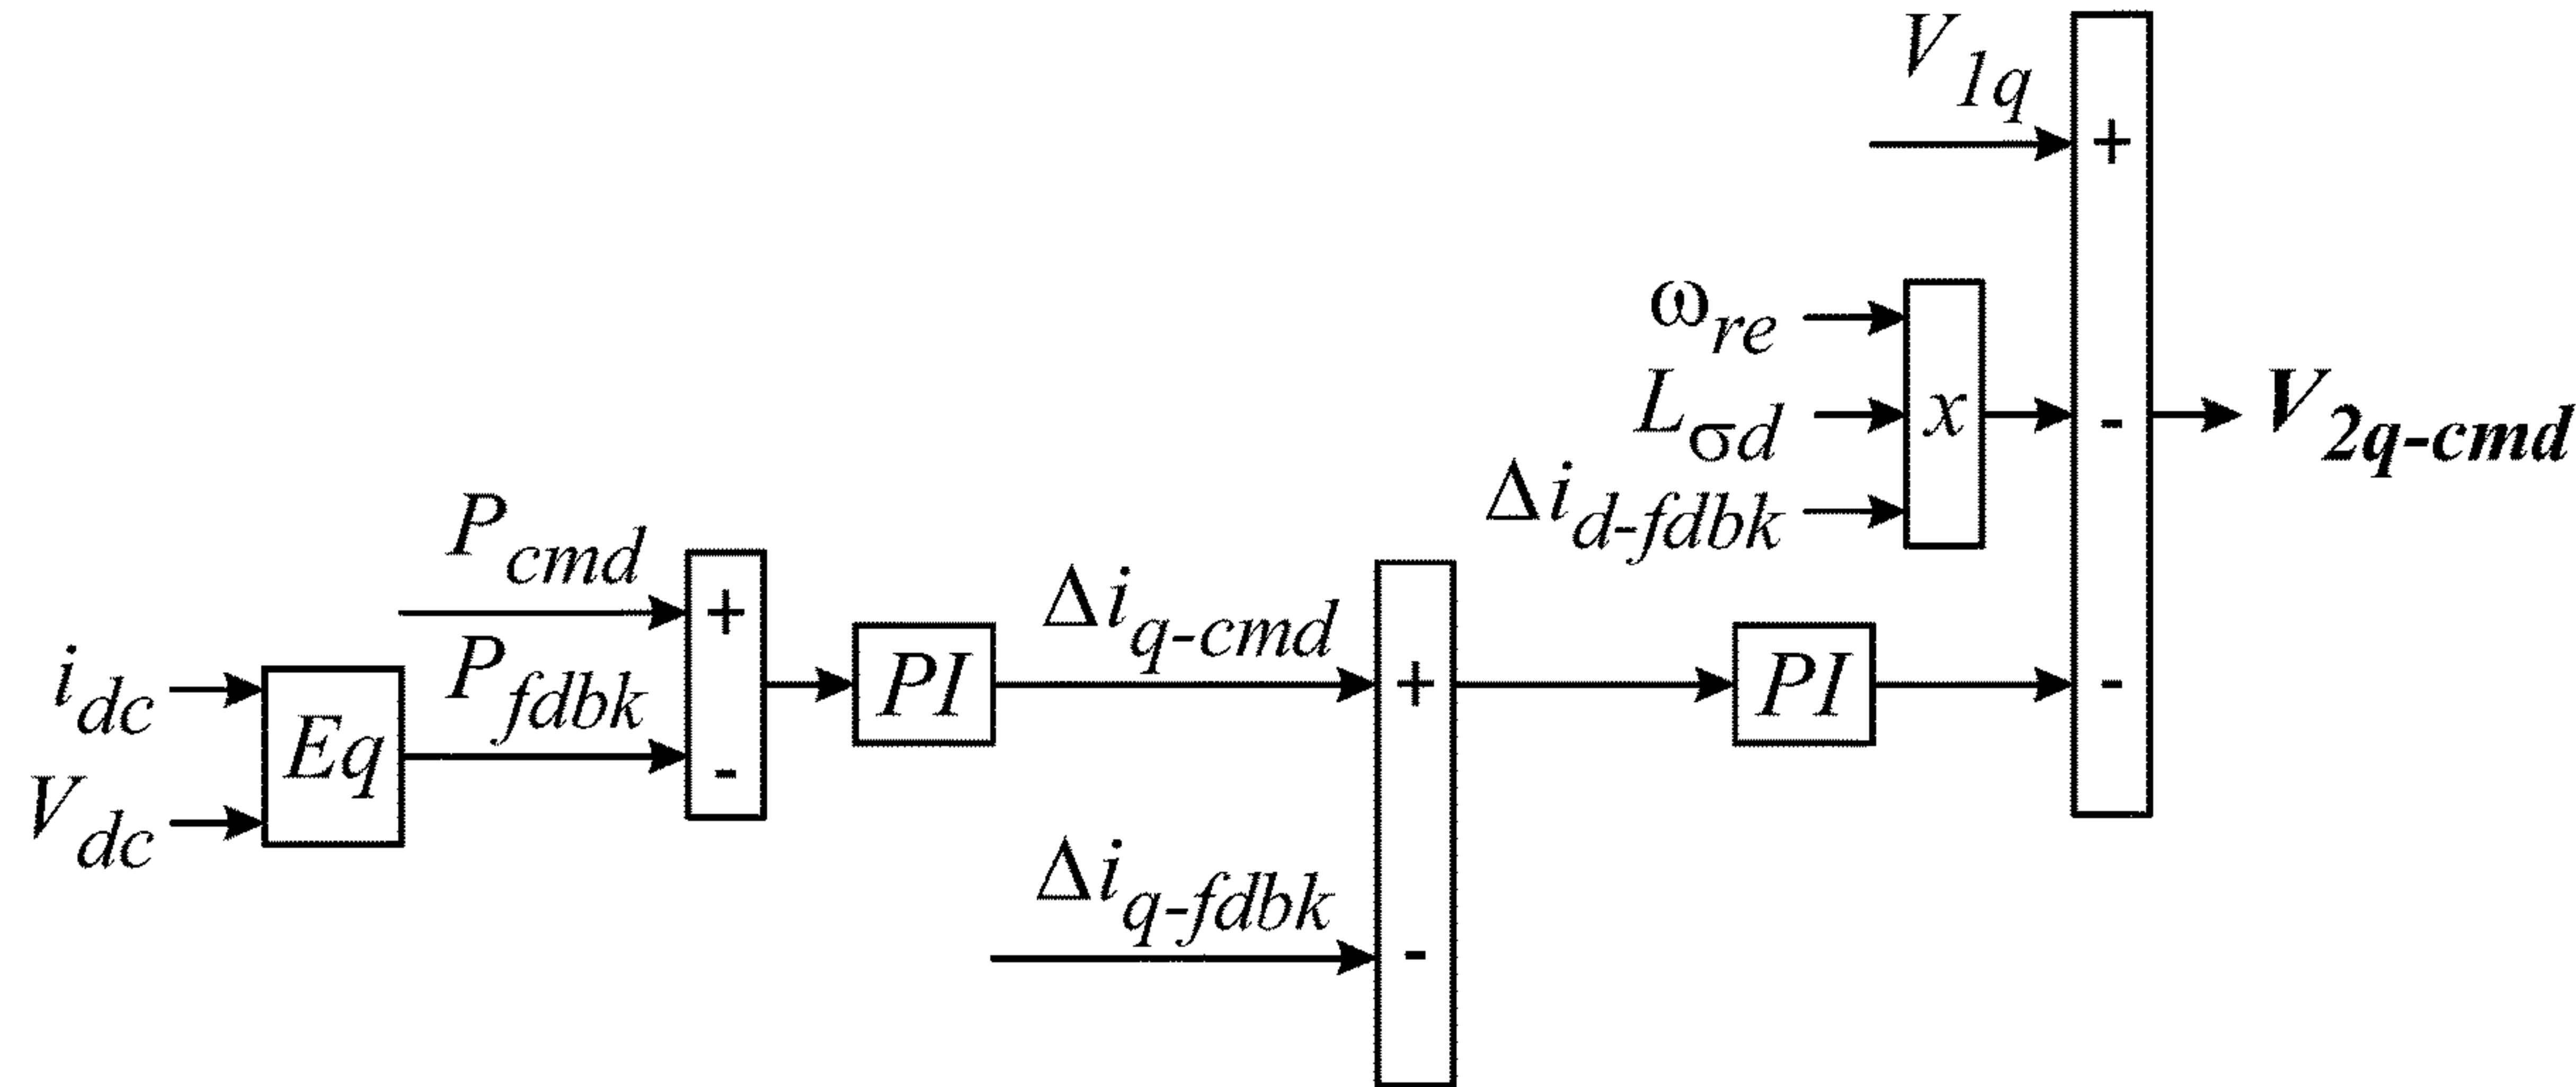 V1q
+
ωre
Lσd
x
-
V2q-cmd
Δid-fdbk
Pcmd
+
Δiq-cmd
Pfdbk
idc
PI
+
PI
-
Eq
-
Vdc
Δiq-fdbk
-